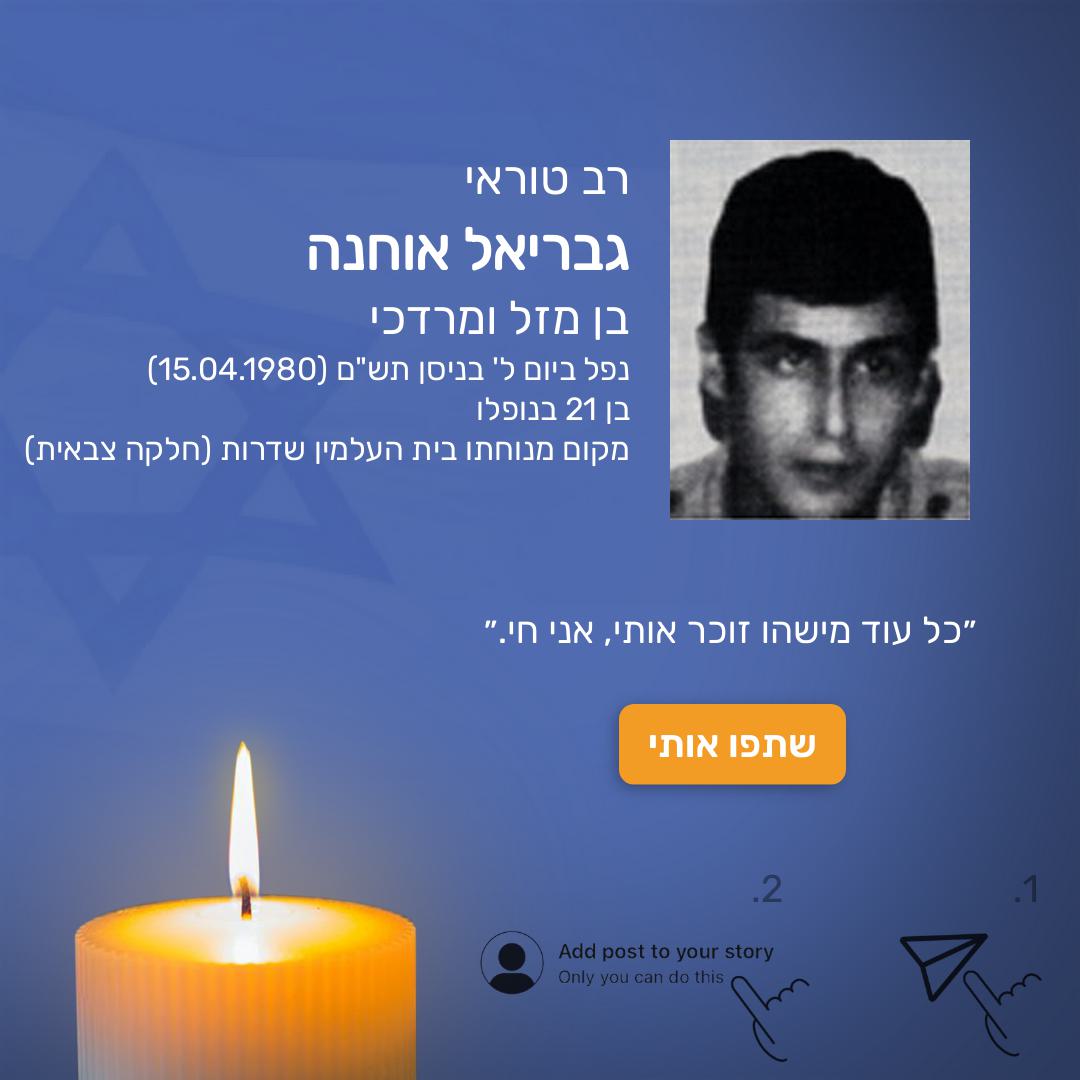 רב טוראי
גבריאל אוחנה
בן מזל ומרדכי
נפל ביום ל' בניסן תש"ם (15.04.1980)
בן 21 בנופלו
מקום מנוחתו בית העלמין שדרות (חלקה צבאית)
״כל עוד מישהו זוכר אותי, אני חי.״
שתפו אותי
1.
2.
Add post to your story
Only you can do this